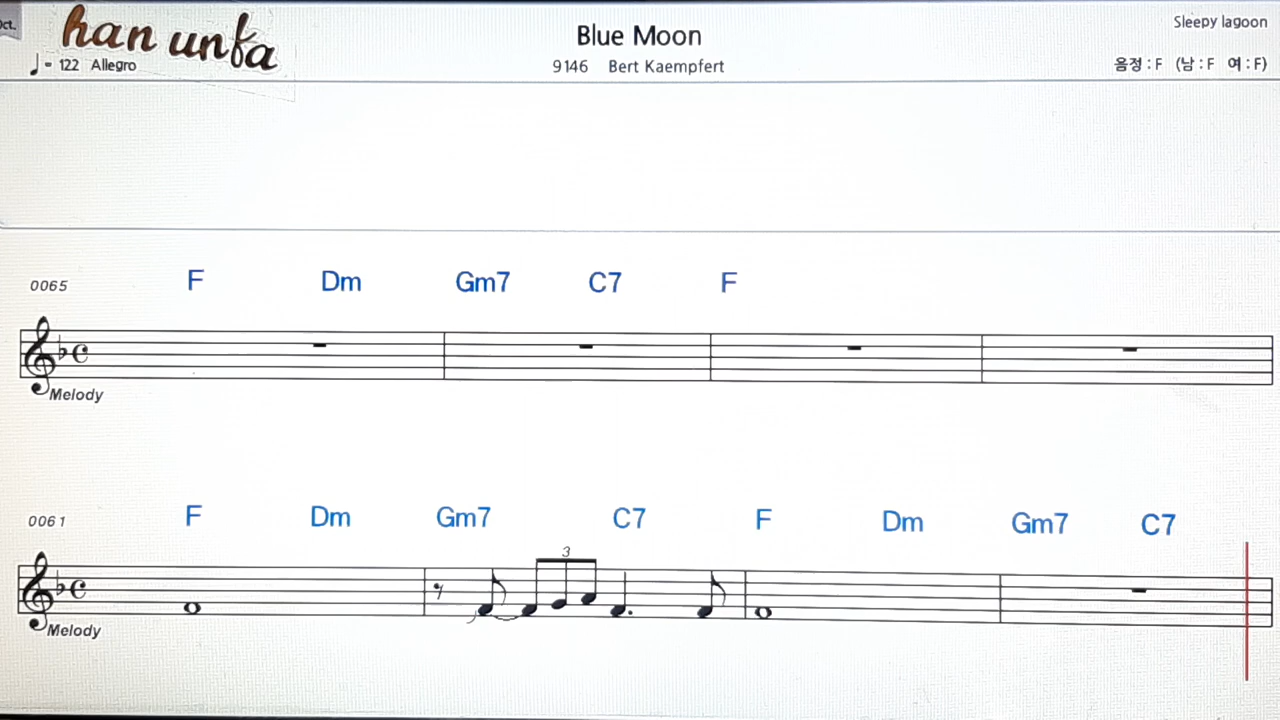 Oct.
han unfa
Blue Moon
Sleepy lagoon
♩= 122 Allegro
9146 Bert Kaempfert
음정 : F (남 : F 여 : F)
0065
F Dm Gm7 C7 F
Melody
0061
F Dm Gm7 C7 F Dm Gm7 C7
3
Melody